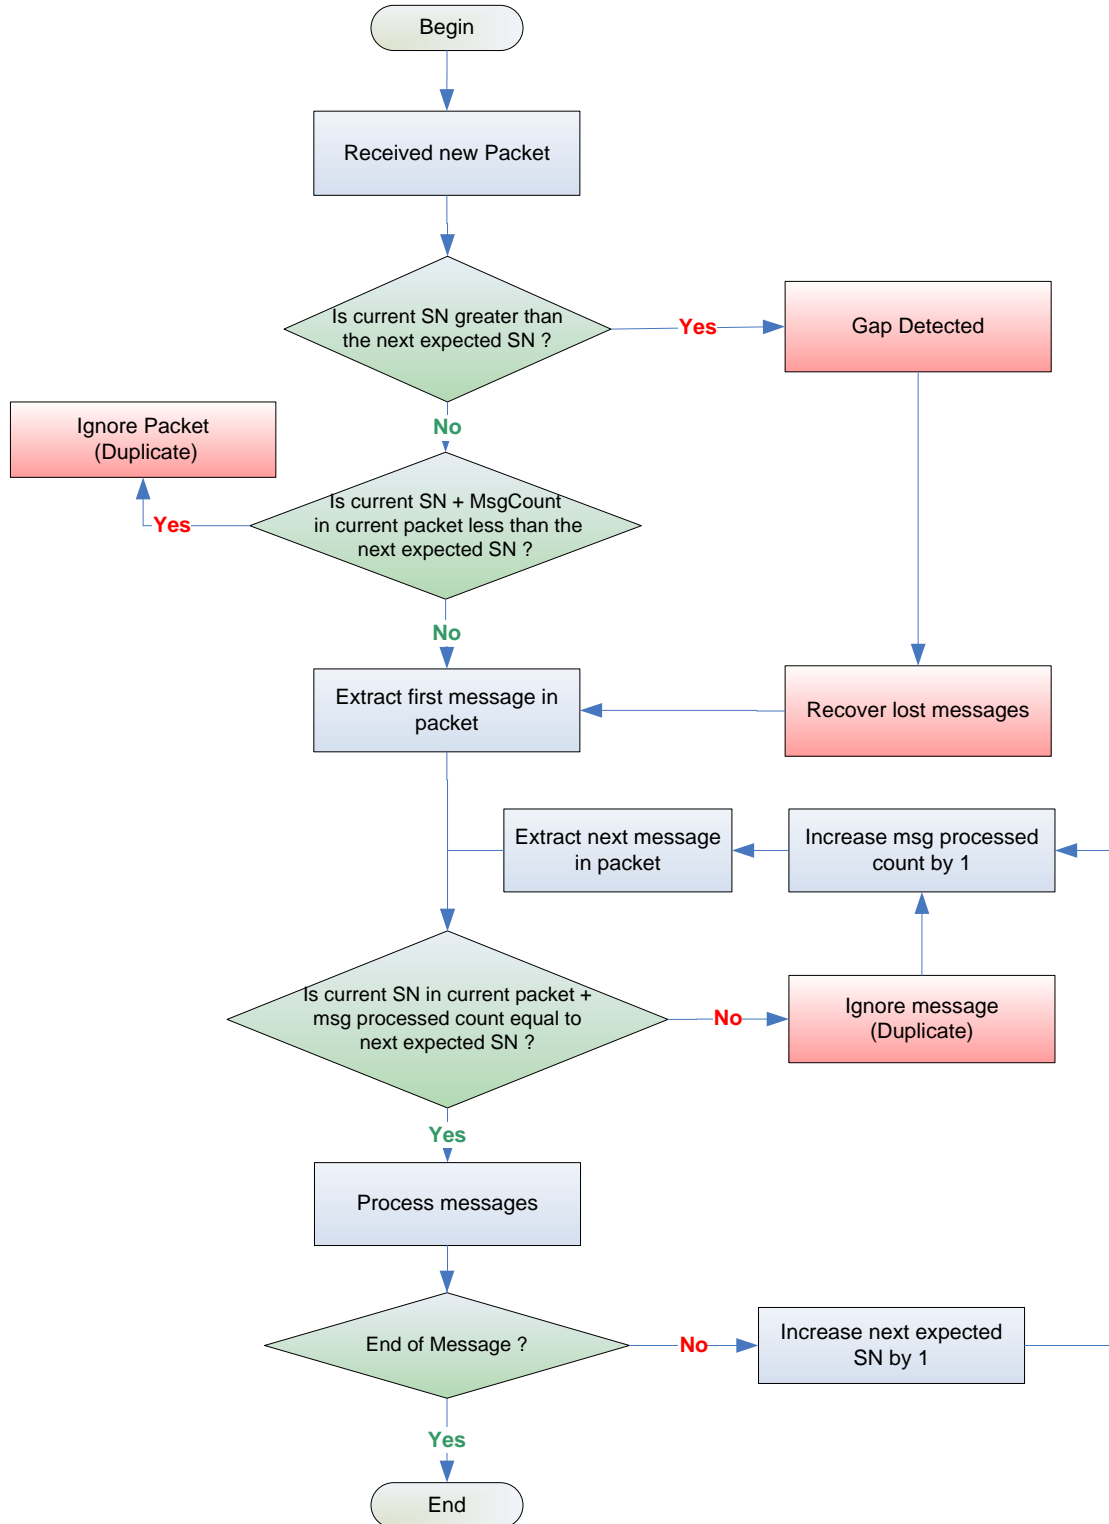 Begin
Received new Packet
Is current SN greater than
the next expected SN ?
Yes
Gap Detected
No
Ignore Packet
(Duplicate)
Is current SN + MsgCount
in current packet less than the
next expected SN ?
Yes
No
Extract first message in
packet
Recover lost messages
Extract next message
in packet
Increase msg processed
count by 1
Is current SN in current packet +
msg processed count equal to
next expected SN ?
No
Ignore message
(Duplicate)
Yes
Process messages
End of Message ?
No
Increase next expected
SN by 1
Yes
End